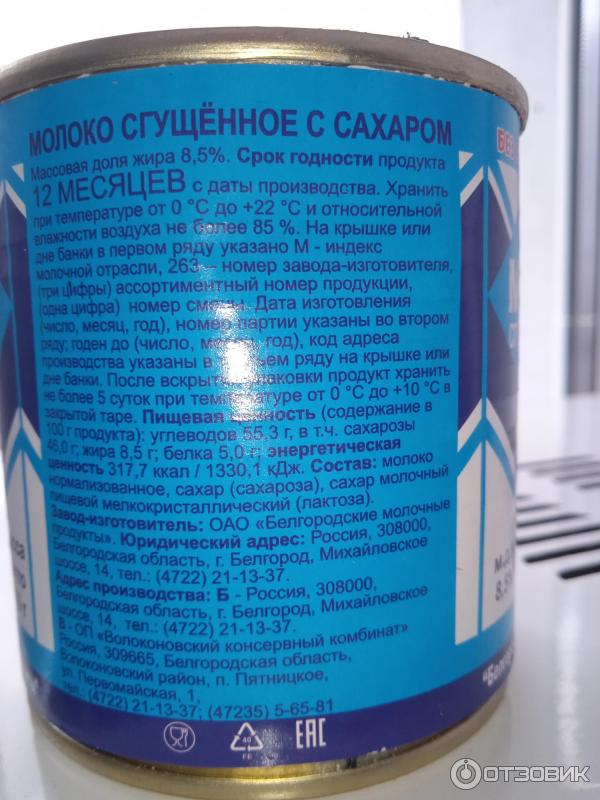 МОЛОКО СГУЩЁННОЕ С САХАРОМ
Массовая доля жира 8,5%. Срок годности продукта
12 МЕСЯЦЕВ с даты производства. Хранить
при температуре от 0 °С до +22 °С и относительной
влажности воздуха не более 85 %. На крышке или
дне банки в первом ряду указано М - индекс
молочной отрасли, 263 – номер завода-изготовителя,
(три цифры) ассортиментный номер продукции,
(одна цифра) номер смены. Дата изготовления
(число, месяц, год), номер партии указаны во втором
ряду; годен до (число, месяц, год), код адреса
производства указаны в третьем ряду на крышке или
дне банки. После вскрытия упаковки продукт хранить
не более 5 суток при температуре от 0 °С до +10 °С в
закрытой таре. Пищевая ценность (содержание в
100 г продукта): углеводов 55,3 г, в т.ч. сахарозы
46,0 г; жира 8,5 г; белка 5,0 г; энергетическая
ценность 317,7 ккал / 1330,1 кДж. Состав: молоко
нормализованное, сахар (сахароза), сахар молочный
пищевой мелкокристаллический (лактоза).
Завод-изготовитель: ОАО «Белгородские молочные
продукты». Юридический адрес: Россия, 308000,
Белгородская область, г. Белгород, Михайловское
шоссе, 14, тел.: (4722) 21-13-37.
Адрес производства: Б - Россия, 308000,
Белгородская область, г. Белгород, Михайловское
шоссе, 14, тел.: (4722) 21-13-37.
В - ОП «Волоконовский консервный комбинат»
Россия, 309665, Белгородская область,
Волоконовский район, п. Пятницкое,
ул. Первомайская, 1,
тел.: (4722) 21-13-37; (47235) 5-65-81
40
FE
EAC
БЕЗ
м.д.
8,5%
ОТЗОВИК